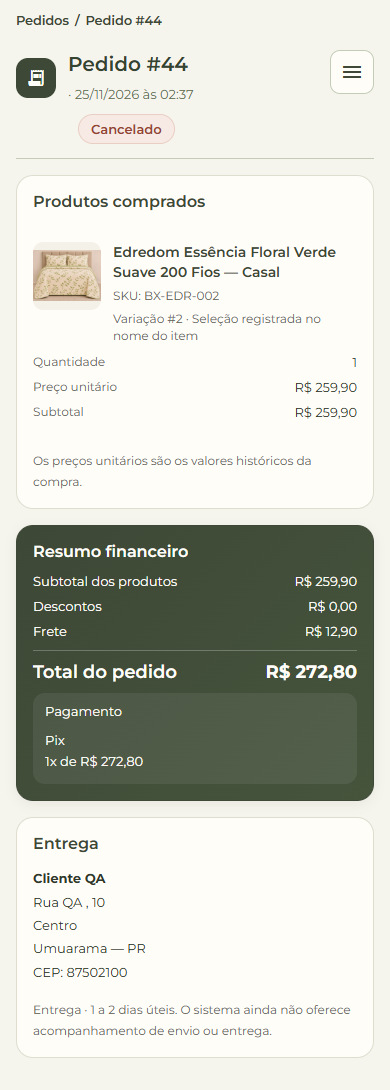 Pedidos / Pedido #44
Pedido #44
· 25/11/2026 às 02:37
Cancelado
Produtos comprados
Edredom Essência Floral Verde
Suave 200 Fios — Casal
SKU: BX-EDR-002
Variação #2 · Seleção registrada no
nome do item
Quantidade 1
Preço unitário R$ 259,90
Subtotal R$ 259,90
Os preços unitários são os valores históricos da
compra.
Resumo financeiro
Subtotal dos produtos R$ 259,90
Descontos R$ 0,00
Frete R$ 12,90
Total do pedido R$ 272,80
Pagamento
Pix
1x de R$ 272,80
Entrega
Cliente QA
Rua QA , 10
Centro
Umuarama — PR
CEP: 87502100
Entrega · 1 a 2 dias úteis. O sistema ainda não oferece
acompanhamento de envio ou entrega.